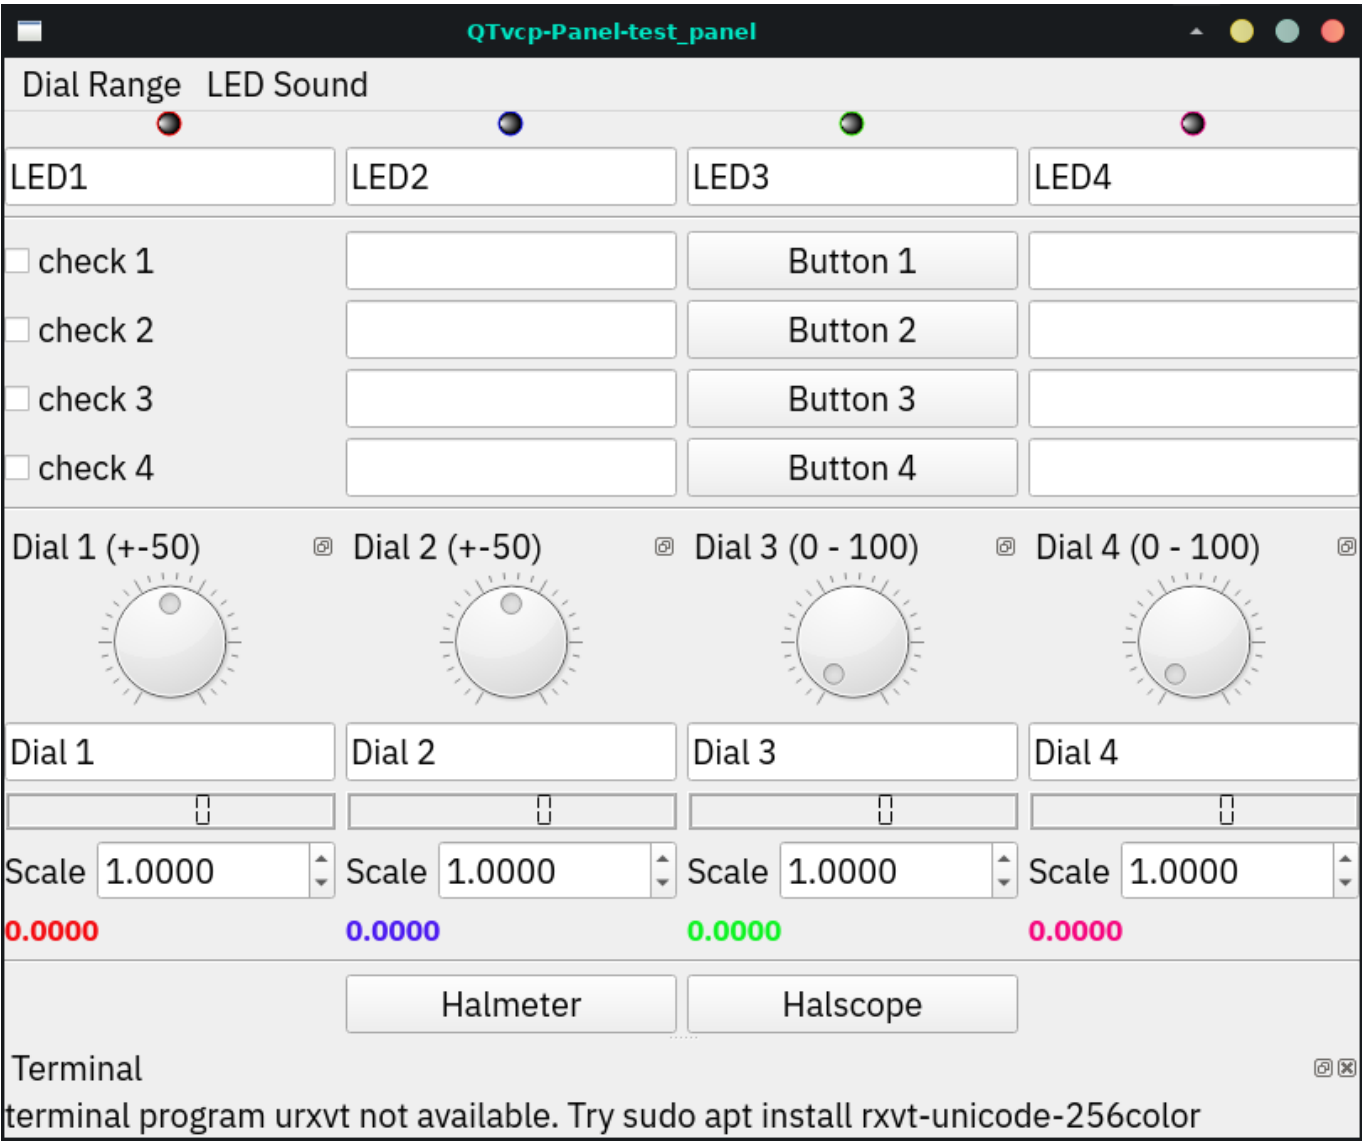 QTvcp-Panel-test_panel
Dial Range LED Sound
LED1 LED2 LED3 LED4
check 1 Button 1
check 2 Button 2
check 3 Button 3
check 4 Button 4
Dial 1 (+-50) Dial 2 (+-50) Dial 3 (0 - 100) Dial 4 (0 - 100)
Dial 1 Dial 2 Dial 3 Dial 4
0 0 0 0
Scale 1.0000 Scale 1.0000 Scale 1.0000 Scale 1.0000
0.0000 0.0000 0.0000 0.0000
Halmeter Halscope
Terminal
terminal program urxvt not available. Try sudo apt install rxvt-unicode-256color